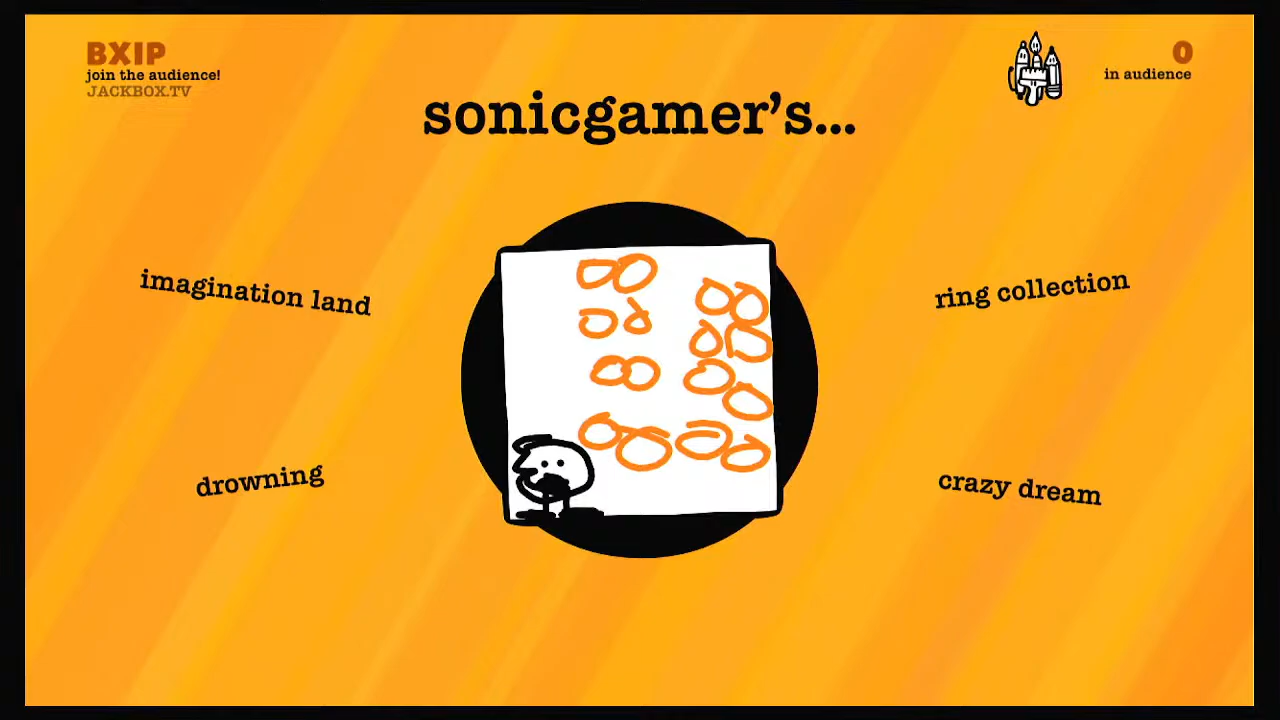 BXIP
join the audience!
JACKBOX.TV
0
in audience
sonicgamer's...
imagination land
ring collection
drowning
crazy dream